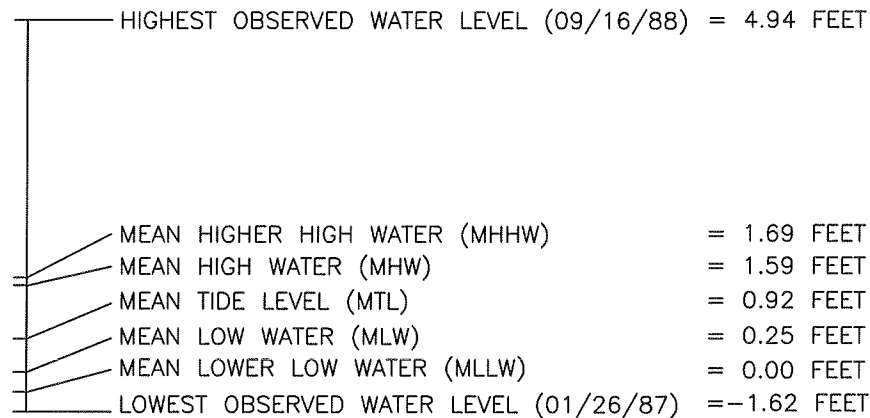 HIGHEST OBSERVED WATER LEVEL (09/16/88) = 4.94 FEET
MEAN HIGHER HIGH WATER (MHHW) = 1.69 FEET
MEAN HIGH WATER (MHW) = 1.59 FEET
MEAN TIDE LEVEL (MTL) = 0.92 FEET
MEAN LOW WATER (MLW) = 0.25 FEET
MEAN LOWER LOW WATER (MLLW) = 0.00 FEET
LOWEST OBSERVED WATER LEVEL (01/26/87) =-1.62 FEET